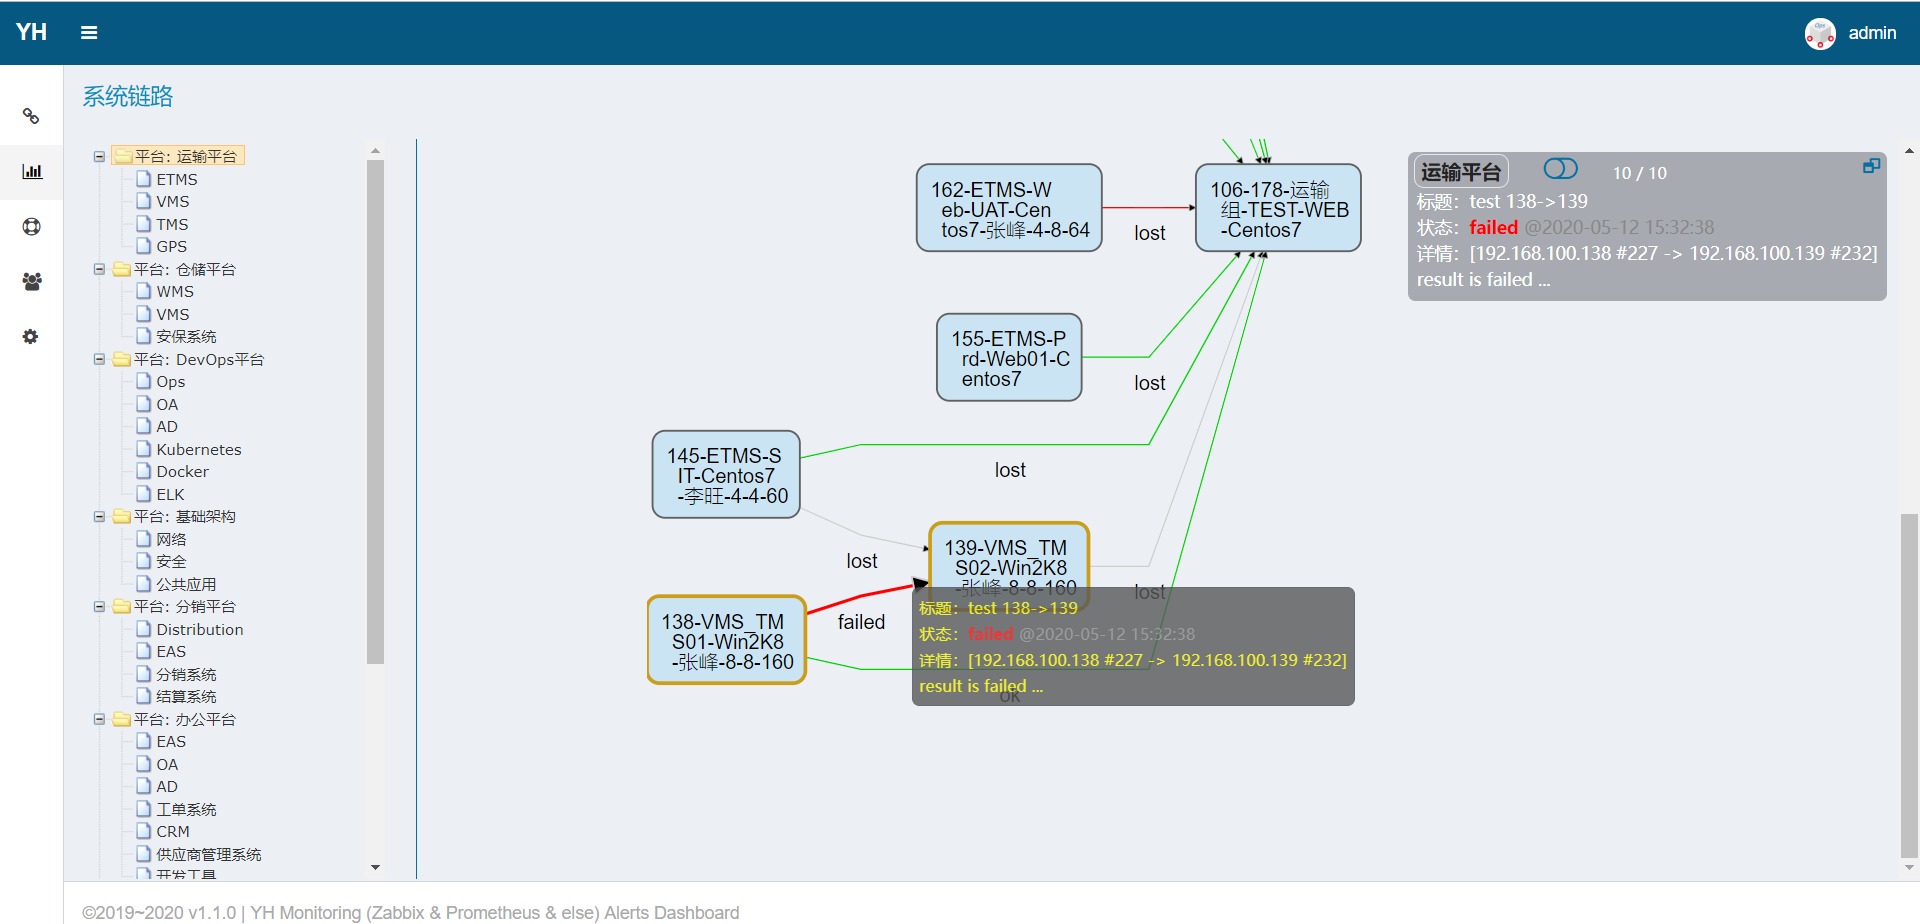 YH
admin
系统链路
平台: 运输平台
ETMS
VMS
TMS
GPS
平台: 仓储平台
WMS
VMS
安保系统
平台: DevOps平台
Ops
OA
AD
Kubernetes
Docker
ELK
平台: 基础架构
网络
安全
公共应用
平台: 分销平台
Distribution
EAS
分销系统
结算系统
平台: 办公平台
EAS
OA
AD
工单系统
CRM
供应商管理系统
开发工具
162-ETMS-W
eb-UAT-Cen
tos7-张峰-4-8-64
lost
106-178-运输
组-TEST-WEB
-Centos7
155-ETMS-P
rd-Web01-C
entos7
lost
145-ETMS-S
IT-Centos7
-李旺-4-4-60
lost
lost
139-VMS_TM
S02-Win2K8
-张峰-8-8-160
lost
138-VMS_TM
S01-Win2K8
-张峰-8-8-160
failed
标题: test 138->139
状态: failed @2020-05-12 15:32:38
详情: [192.168.100.138 #227 -> 192.168.100.139 #232]
result is failed ...
OK
运输平台
10 / 10
标题: test 138->139
状态: failed @2020-05-12 15:32:38
详情: [192.168.100.138 #227 -> 192.168.100.139 #232]
result is failed ...
©2019~2020 v1.1.0 | YH Monitoring (Zabbix & Prometheus & else) Alerts Dashboard